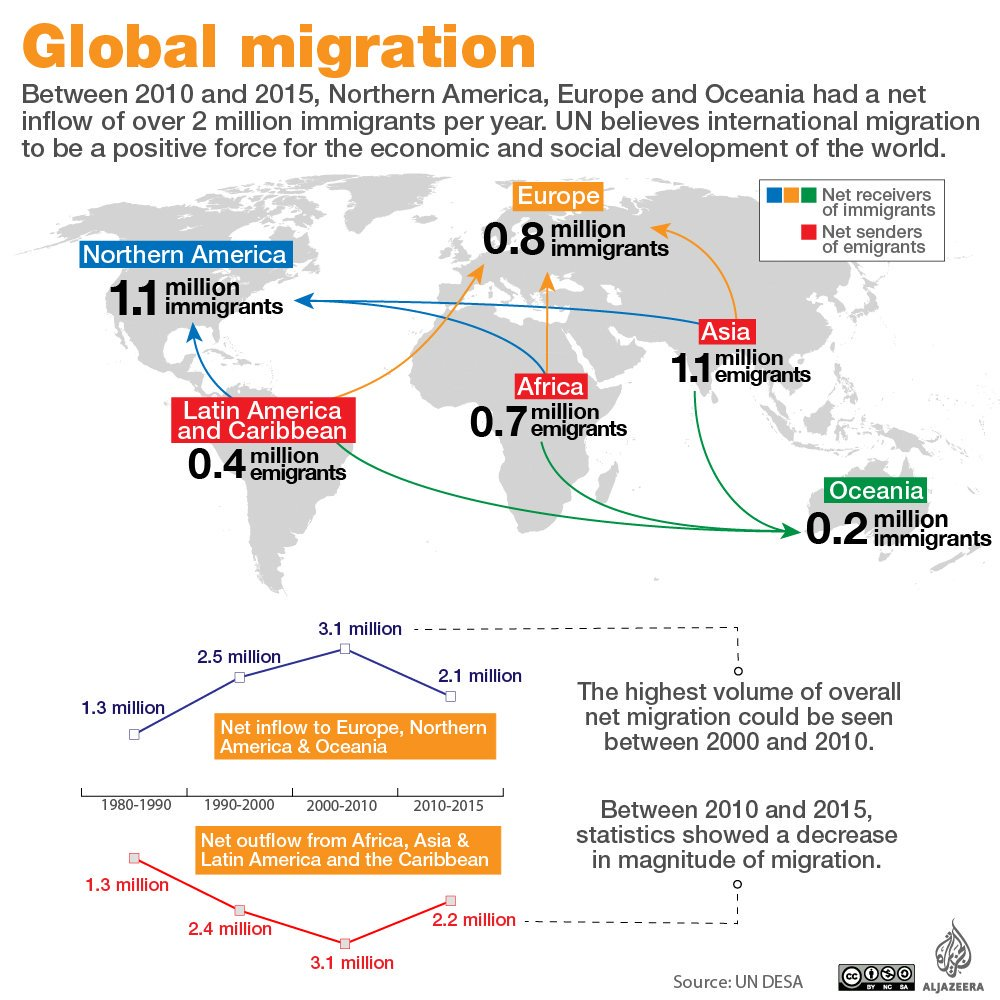 Global migration
Between 2010 and 2015, Northern America, Europe and Oceania had a net
inflow of over 2 million immigrants per year. UN believes international migration
to be a positive force for the economic and social development of the world.
Net receivers
of immigrants
Net senders
of emigrants
Europe
0.8 million
immigrants
Northern America
1.1 million
immigrants
Asia
1.1 million
emigrants
Africa
0.7 million
emigrants
Latin America
and Caribbean
0.4 million
emigrants
Oceania
0.2 million
immigrants
3.1 million
2.5 million
2.1 million
1.3 million
Net inflow to Europe, Northern
America & Oceania
The highest volume of overall
net migration could be seen
between 2000 and 2010.
1980-1990
1990-2000
2000-2010
2010-2015
Net outflow from Africa, Asia &
Latin America and the Caribbean
1.3 million
2.4 million
3.1 million
2.2 million
Between 2010 and 2015,
statistics showed a decrease
in magnitude of migration.
Source: UN DESA
cc
BY NC SA
ALJAZEERA